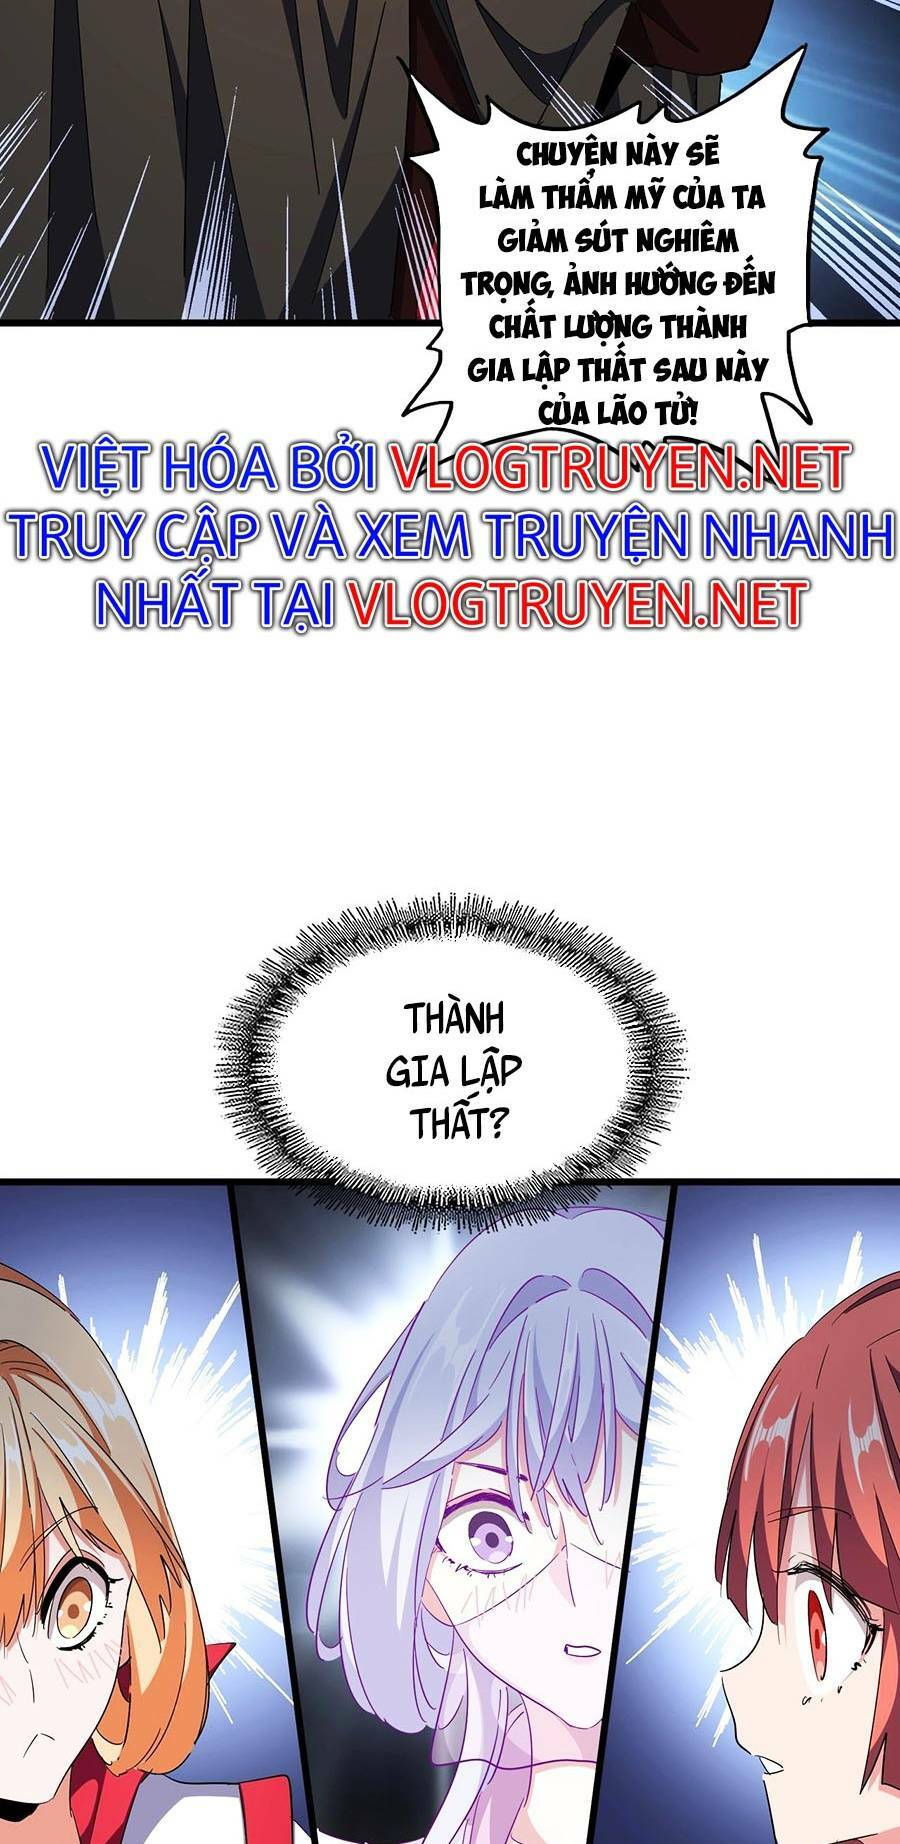 CHUYỆN NÀY SẼ
LÀM THẨM MỸ CỦA TA
GIẢM SÚT NGHIÊM
TRỌNG, ẢNH HƯỞNG ĐẾN
CHẤT LƯỢNG THÀNH
GIA LẬP THẤT SAU NÀY
CỦA LÃO TỬ!
VIỆT HÓA BỞI VLOGTRUYEN.NET
TRUY CẬP VÀ XEM TRUYỆN NHANH
NHẤT TẠI VLOGTRUYEN.NET
THÀNH
GIA LẬP
THẤT?